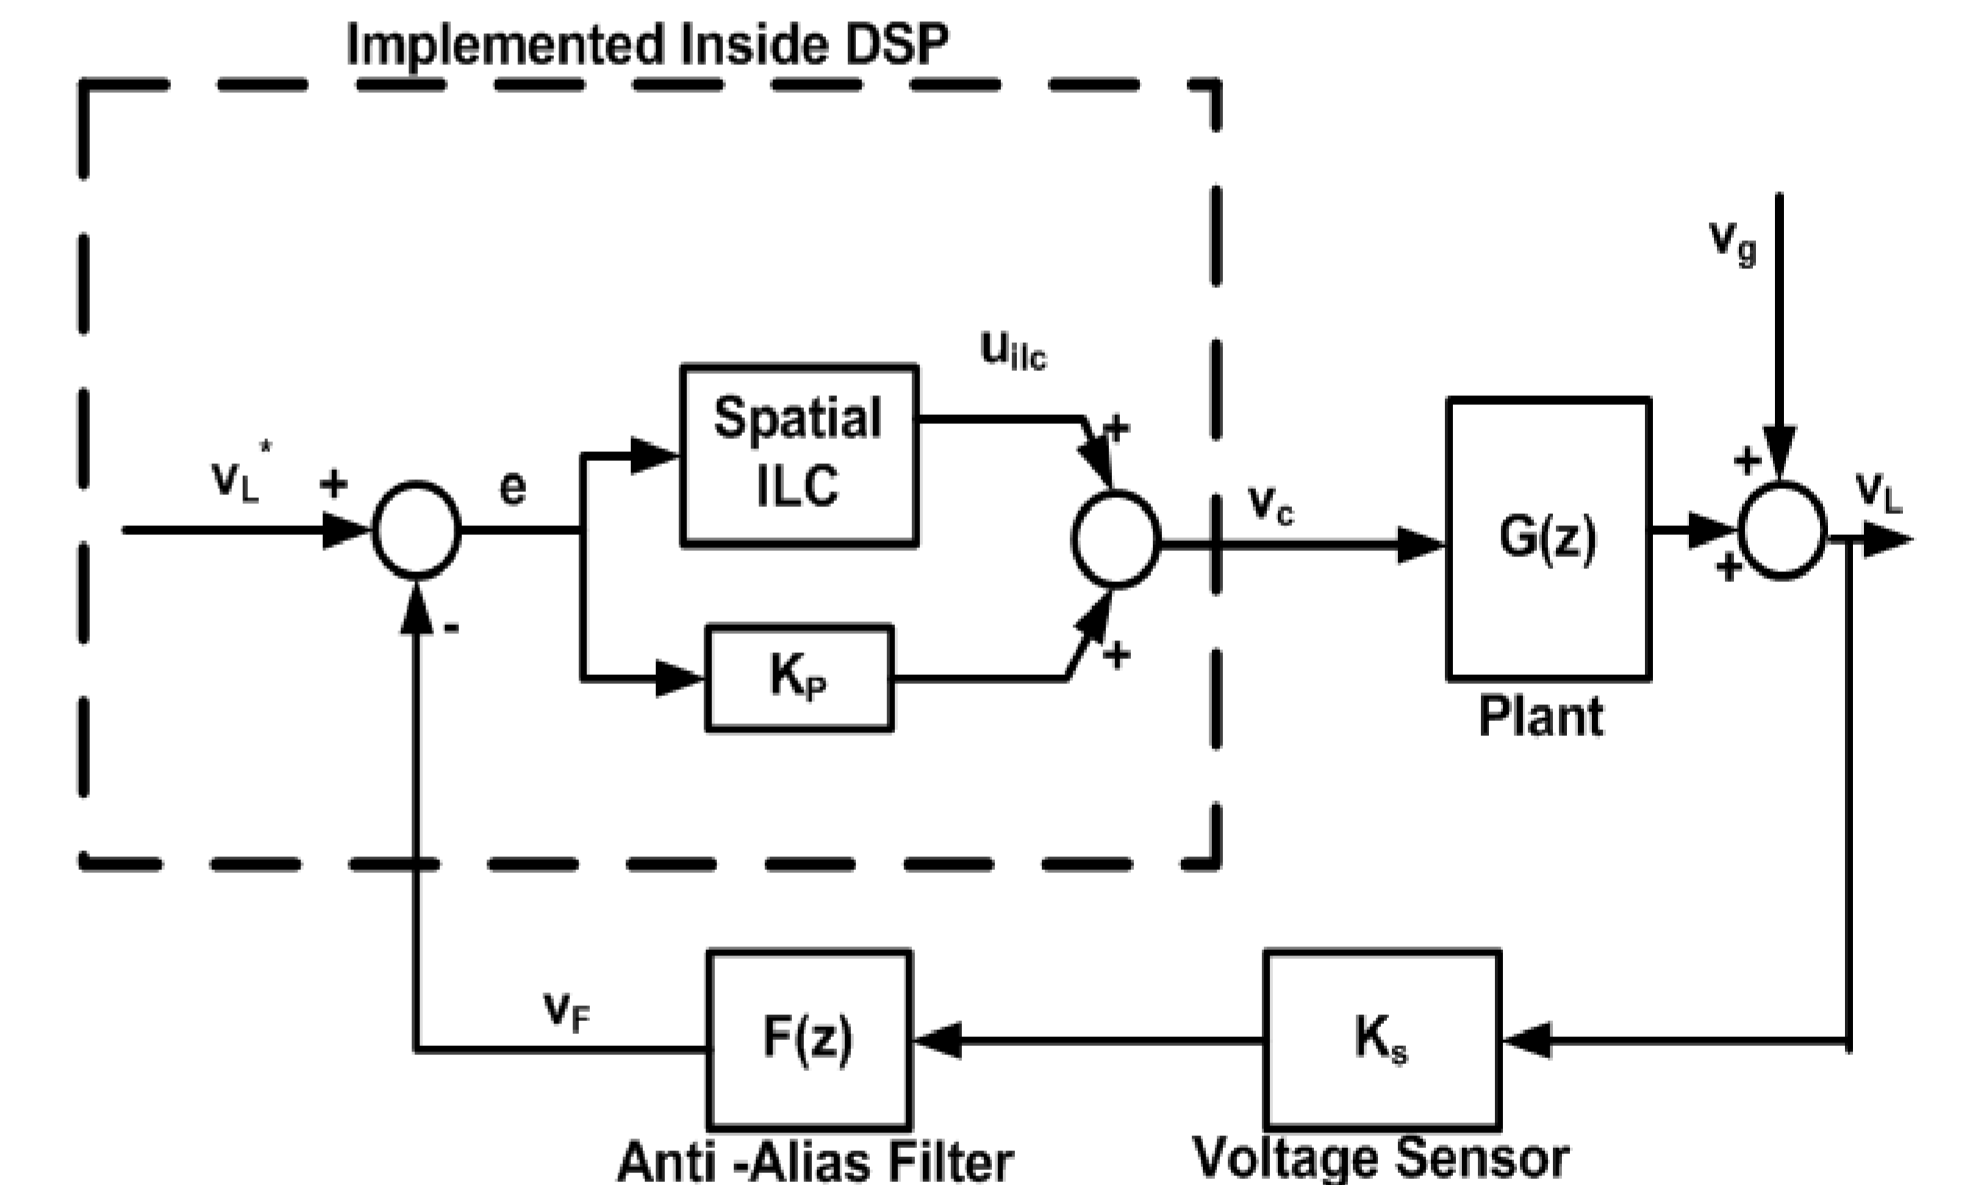 Implemented Inside DSP
vg
uilc
+
Spatial
ILC
vL* + e
vc
G(z)
+
+
vL
-
KP
+
Plant
vF
F(z)
Ks
Anti -Alias Filter
Voltage Sensor